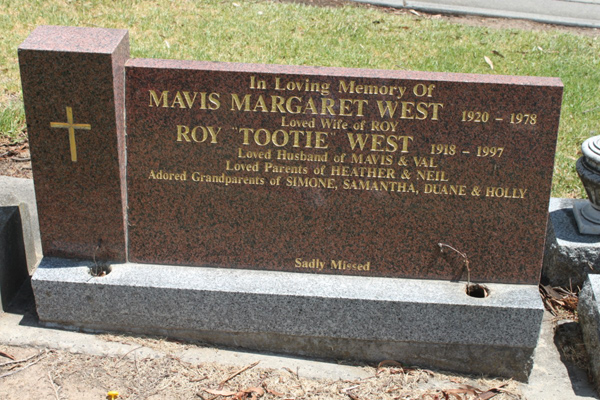 In Loving Memory Of
MAVIS MARGARET WEST 1920 - 1978
Loved Wife of ROY
ROY "TOOTIE" WEST 1918 - 1997
Loved Husband of MAVIS & VAL
Loved Parents of HEATHER & NEIL
Adored Grandparents of SIMONE, SAMANTHA, DUANE & HOLLY
Sadly Missed